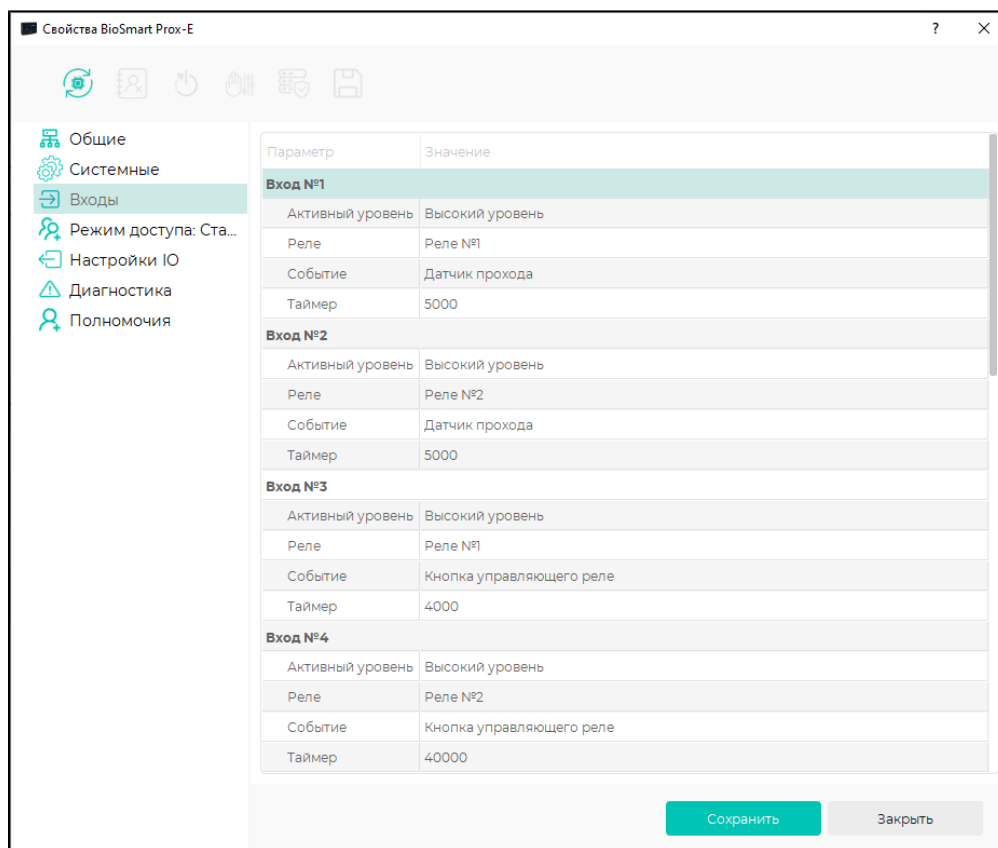 Свойства BioSmart Prox-E
?
Общие
Системные
Входы
Режим доступа: Ста...
Настройки IO
Диагностика
Полномочия
Параметр Значение
Вход №1
Активный уровень Высокий уровень
Реле Реле №1
Событие Датчик прохода
Таймер 5000
Вход №2
Активный уровень Высокий уровень
Реле Реле №2
Событие Датчик прохода
Таймер 5000
Вход №3
Активный уровень Высокий уровень
Реле Реле №1
Событие Кнопка управляющего реле
Таймер 4000
Вход №4
Активный уровень Высокий уровень
Реле Реле №2
Событие Кнопка управляющего реле
Таймер 40000
Сохранить Закрыть